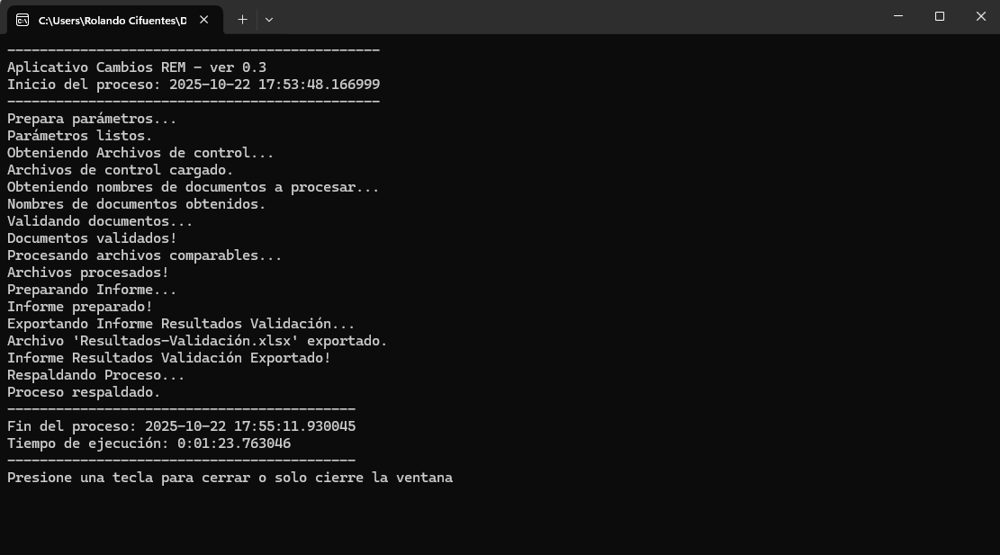 C:\Users\Rolando Cifuentes\D
---------------------------------------------- 
Aplicativo Cambios REM - ver 0.3
Inicio del proceso: 2025-10-22 17:53:48.166999
----------------------------------------------
Prepara parámetros...
Parámetros listos.
Obteniendo Archivos de control...
Archivos de control cargado.
Obteniendo nombres de documentos a procesar...
Nombres de documentos obtenidos.
Validando documentos...
Documentos validados!
Procesando archivos comparables...
Archivos procesados!
Preparando Informe...
Informe preparado!
Exportando Informe Resultados Validación...
Archivo 'Resultados-Validación.xlsx' exportado.
Informe Resultados Validación Exportado!
Respaldando Proceso...
Proceso respaldado.
-------------------------------------------
Fin del proceso: 2025-10-22 17:55:11.930045
Tiempo de ejecución: 0:01:23.763046
-------------------------------------------
Presione una tecla para cerrar o solo cierre la ventana